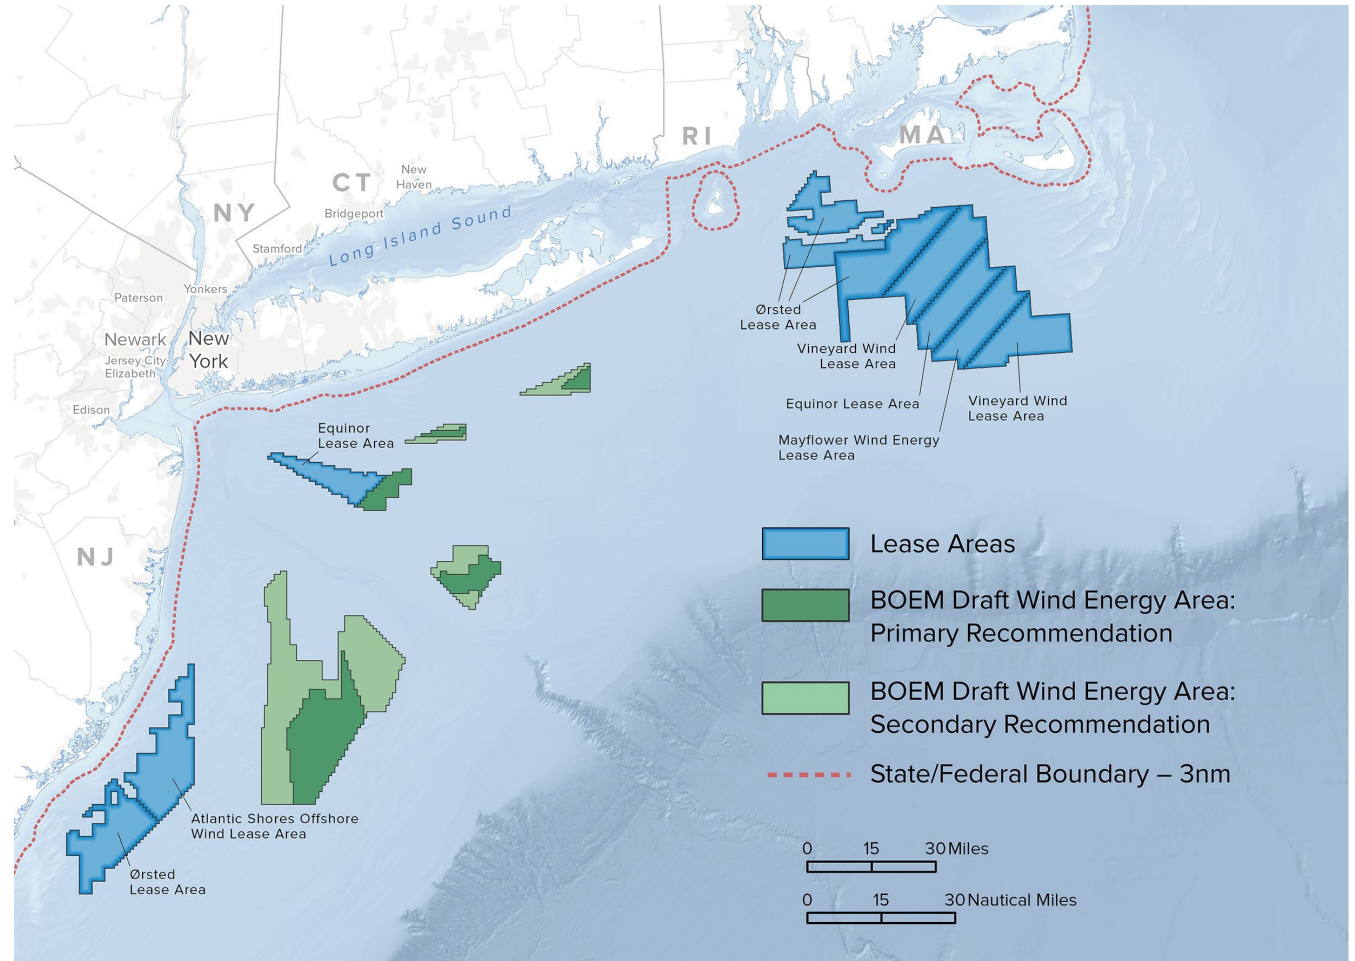 RI
MA
CT
New
Haven
NY
Bridgeport
Long Island Sound
Stamford
Yonkers
Paterson
Newark
New
York
Jersey City
Elizabeth
Edison
NJ
Ørsted
Lease Area
Vineyard Wind
Lease Area
Equinor Lease Area
Vineyard Wind
Lease Area
Mayflower Wind Energy
Lease Area
Equinor
Lease Area
Atlantic Shores Offshore
Wind Lease Area
Ørsted
Lease Area
Lease Areas
BOEM Draft Wind Energy Area:
Primary Recommendation
BOEM Draft Wind Energy Area:
Secondary Recommendation
State/Federal Boundary – 3nm
0 15 30 Miles
0 15 30 Nautical Miles